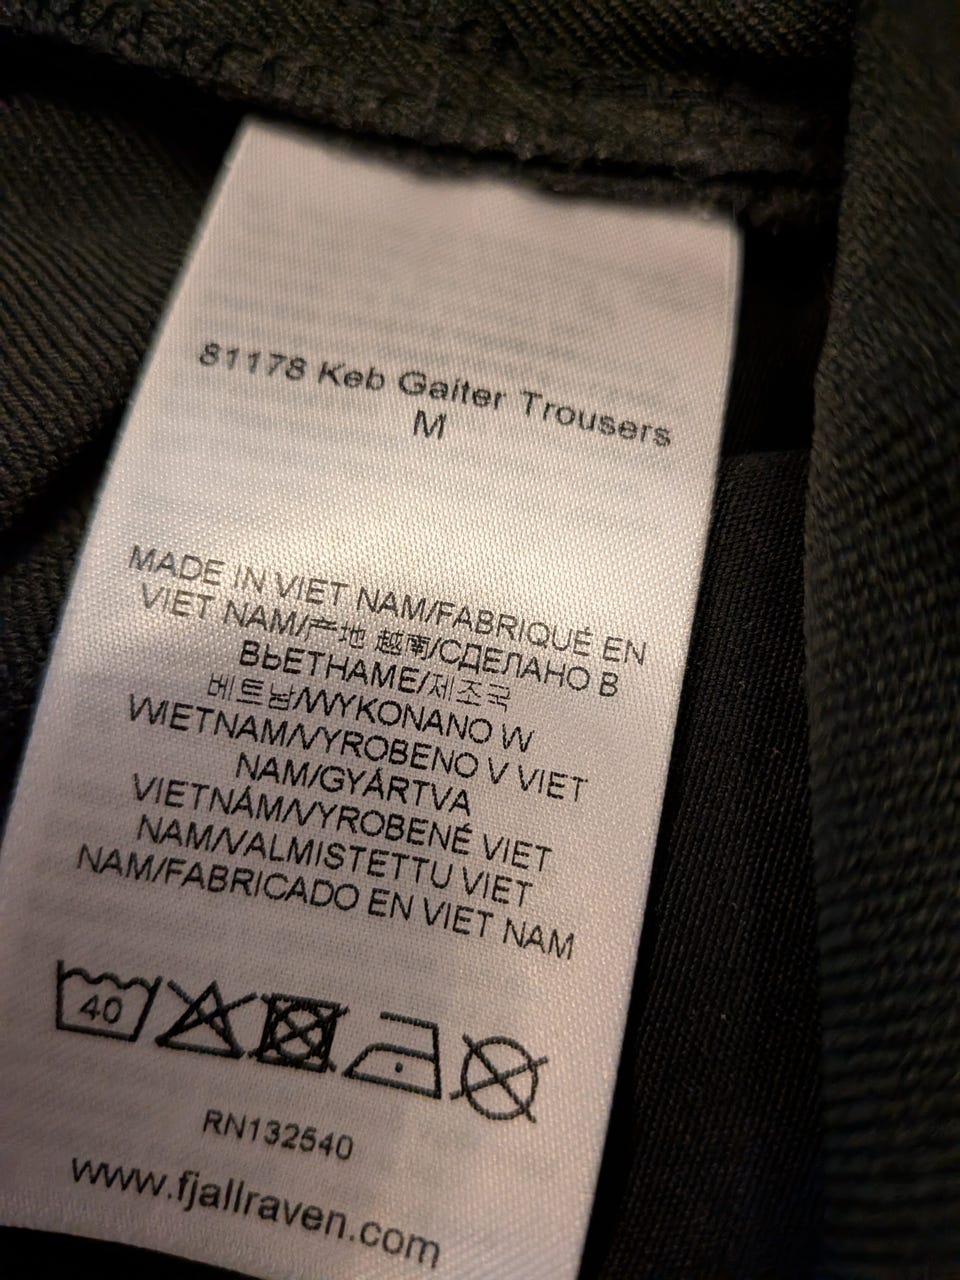 81178 Keb Gaiter Trousers
M
MADE IN VIET NAM/FABRIQUÉ EN
VIET NAM/产地 越南/СДЕЛАНО В
ВЬЕТНАМЕ/제조국
베트남/WYKONANO W
WIETNAM/VYROBENO V VIET
NAM/GYÁRTVA
VIETNÁM/VYROBENÉ VIET
NAM/VALMISTETTU VIET
NAM/FABRICADO EN VIET NAM
40
RN132540
www.fjallraven.com